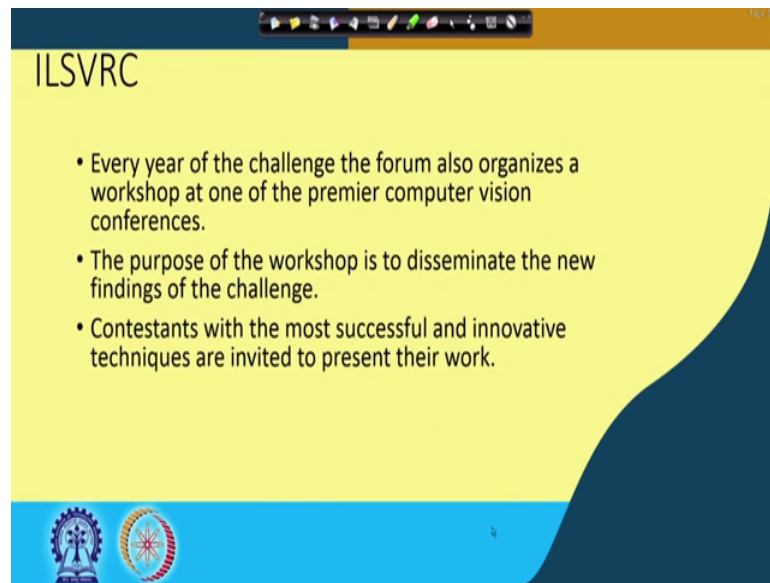 ILSVRC
• Every year of the challenge the forum also organizes a
workshop at one of the premier computer vision
conferences.
• The purpose of the workshop is to disseminate the new
findings of the challenge.
• Contestants with the most successful and innovative
techniques are invited to present their work.